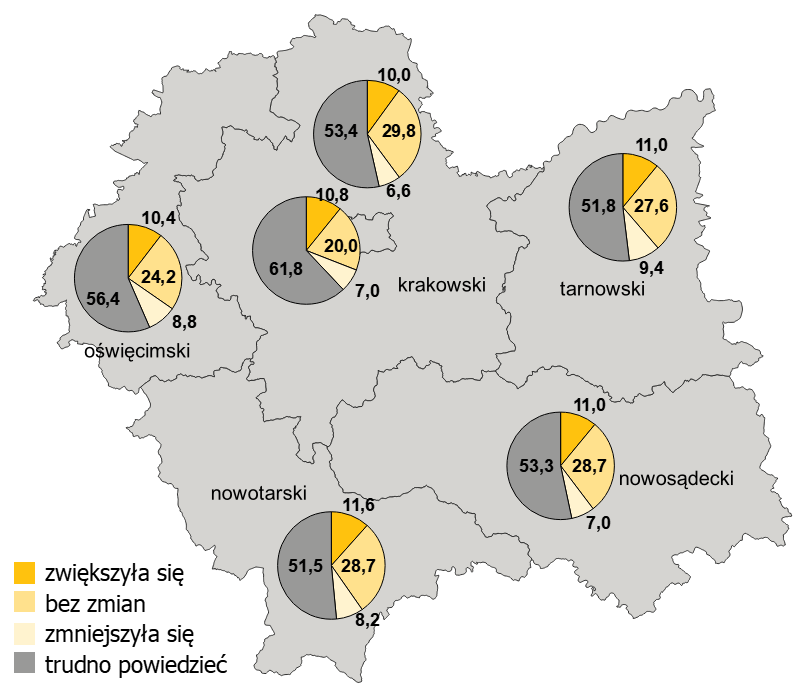 10,0
53,4
29,8
6,6
10,8
20,0
61,8
7,0
krakowski
11,0
51,8
27,6
9,4
tarnowski
10,4
24,2
56,4
8,8
oświęcimski
11,0
53,3
28,7
7,0
nowosądecki
nowotarski
11,6
51,5
28,7
8,2
zwiększyła się
bez zmian
zmniejszyła się
trudno powiedzieć